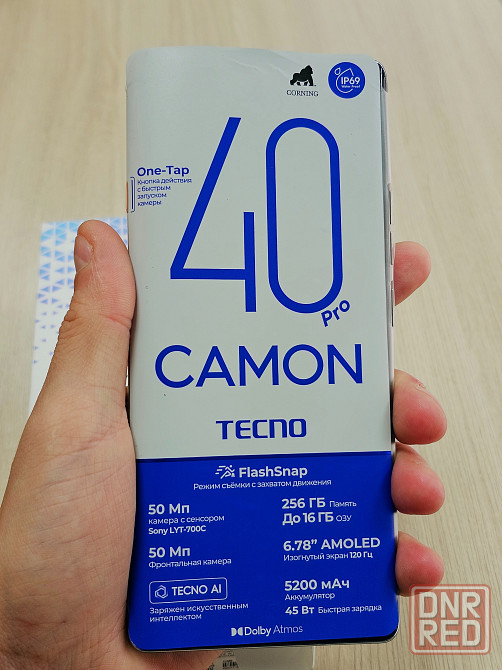 CORNING
IP69
Water Proof
One-Tap
Кнопка действия
с быстрым
запуском
камеры
40
Pro
CAMON
TECNO
FlashSnap
Режим съёмки с захватом движения
50 Мп
камера с сенсором
Sony LYT-700C
256 ГБ Память
До 16 ГБ ОЗУ
50 Мп
Фронтальная камера
6.78” AMOLED
Изогнутый экран 120 Гц
TECNO AI
Заряжен искусственным
интеллектом
5200 мАч
Аккумулятор
45 Вт Быстрая зарядка
Dolby Atmos
DNR
RED